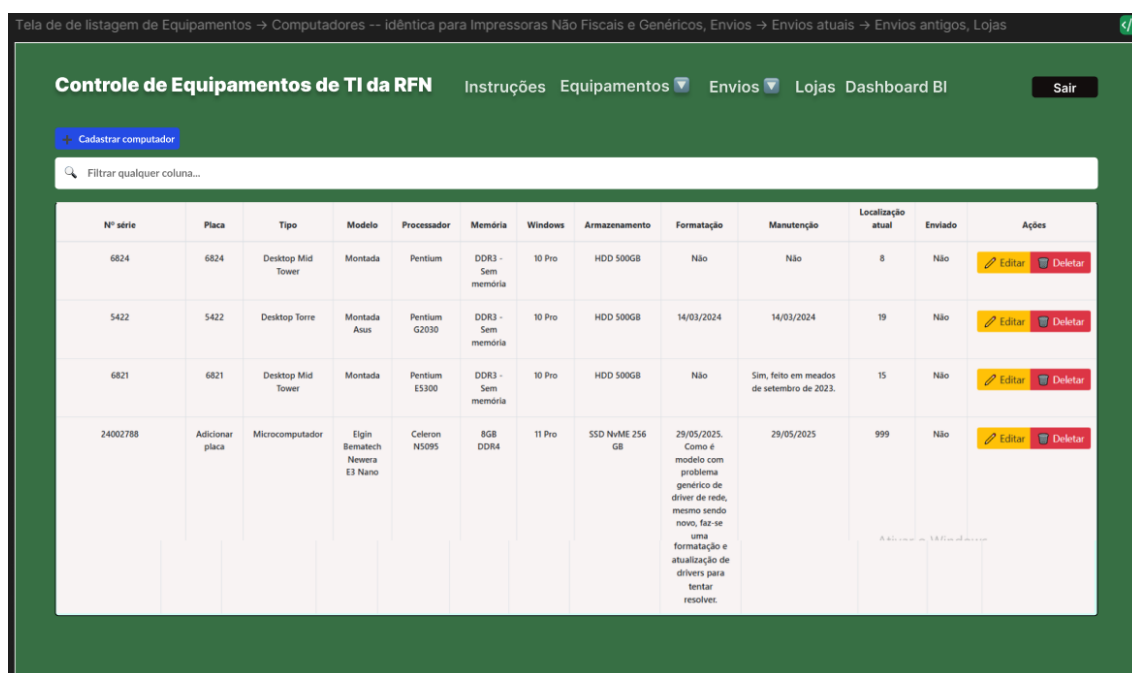 Tela de de listagem de Equipamentos → Computadores -- idêntica para Impressoras Não Fiscais e Genéricos, Envios → Envios atuais → Envios antigos, Lojas
Controle de Equipamentos de TI da RFN Instruções Equipamentos Envios Lojas Dashboard BI Sair
Cadastrar computador
Filtrar qualquer coluna...
Nº série Placa Tipo Modelo Processador Memória Windows Armazenamento Formatação Manutenção Localização atual Enviado Ações
6824 6824 Desktop Mid Tower Montada Pentium DDR3 - Sem memória 10 Pro HDD 500GB Não Não 8 Não Editar Deletar
5422 5422 Desktop Torre Montada Asus Pentium G2030 DDR3 - Sem memória 10 Pro HDD 500GB 14/03/2024 14/03/2024 19 Não Editar Deletar
6821 6821 Desktop Mid Tower Montada Pentium E5300 DDR3 - Sem memória 10 Pro HDD 500GB Não Sim, feito em meados de setembro de 2023. 15 Não Editar Deletar
24002788 Adicionar placa Microcomputador Elgin Bematech Newera E3 Nano Celeron N5095 8GB DDR4 11 Pro SSD NvME 256 GB 29/05/2025. Como é modelo com problema genérico de driver de rede, mesmo sendo novo, faz-se uma formatação e atualização de drivers para tentar resolver. 29/05/2025 999 Não Editar Deletar